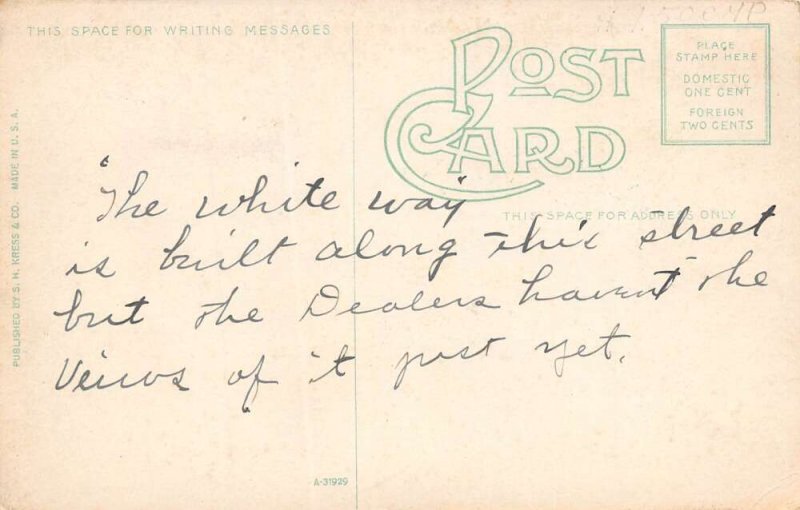 THIS SPACE FOR WRITING MESSAGES
POST
CARD
PLACE
STAMP HERE
DOMESTIC
ONE CENT
FOREIGN
TWO CENTS
THIS SPACE FOR ADDRESS ONLY
PUBLISHED BY S. H. KRESS & CO. MADE IN U.S.A.
"The white way"
is built along this street
but the Dealers havent the
Views of it just yet.
A-31929